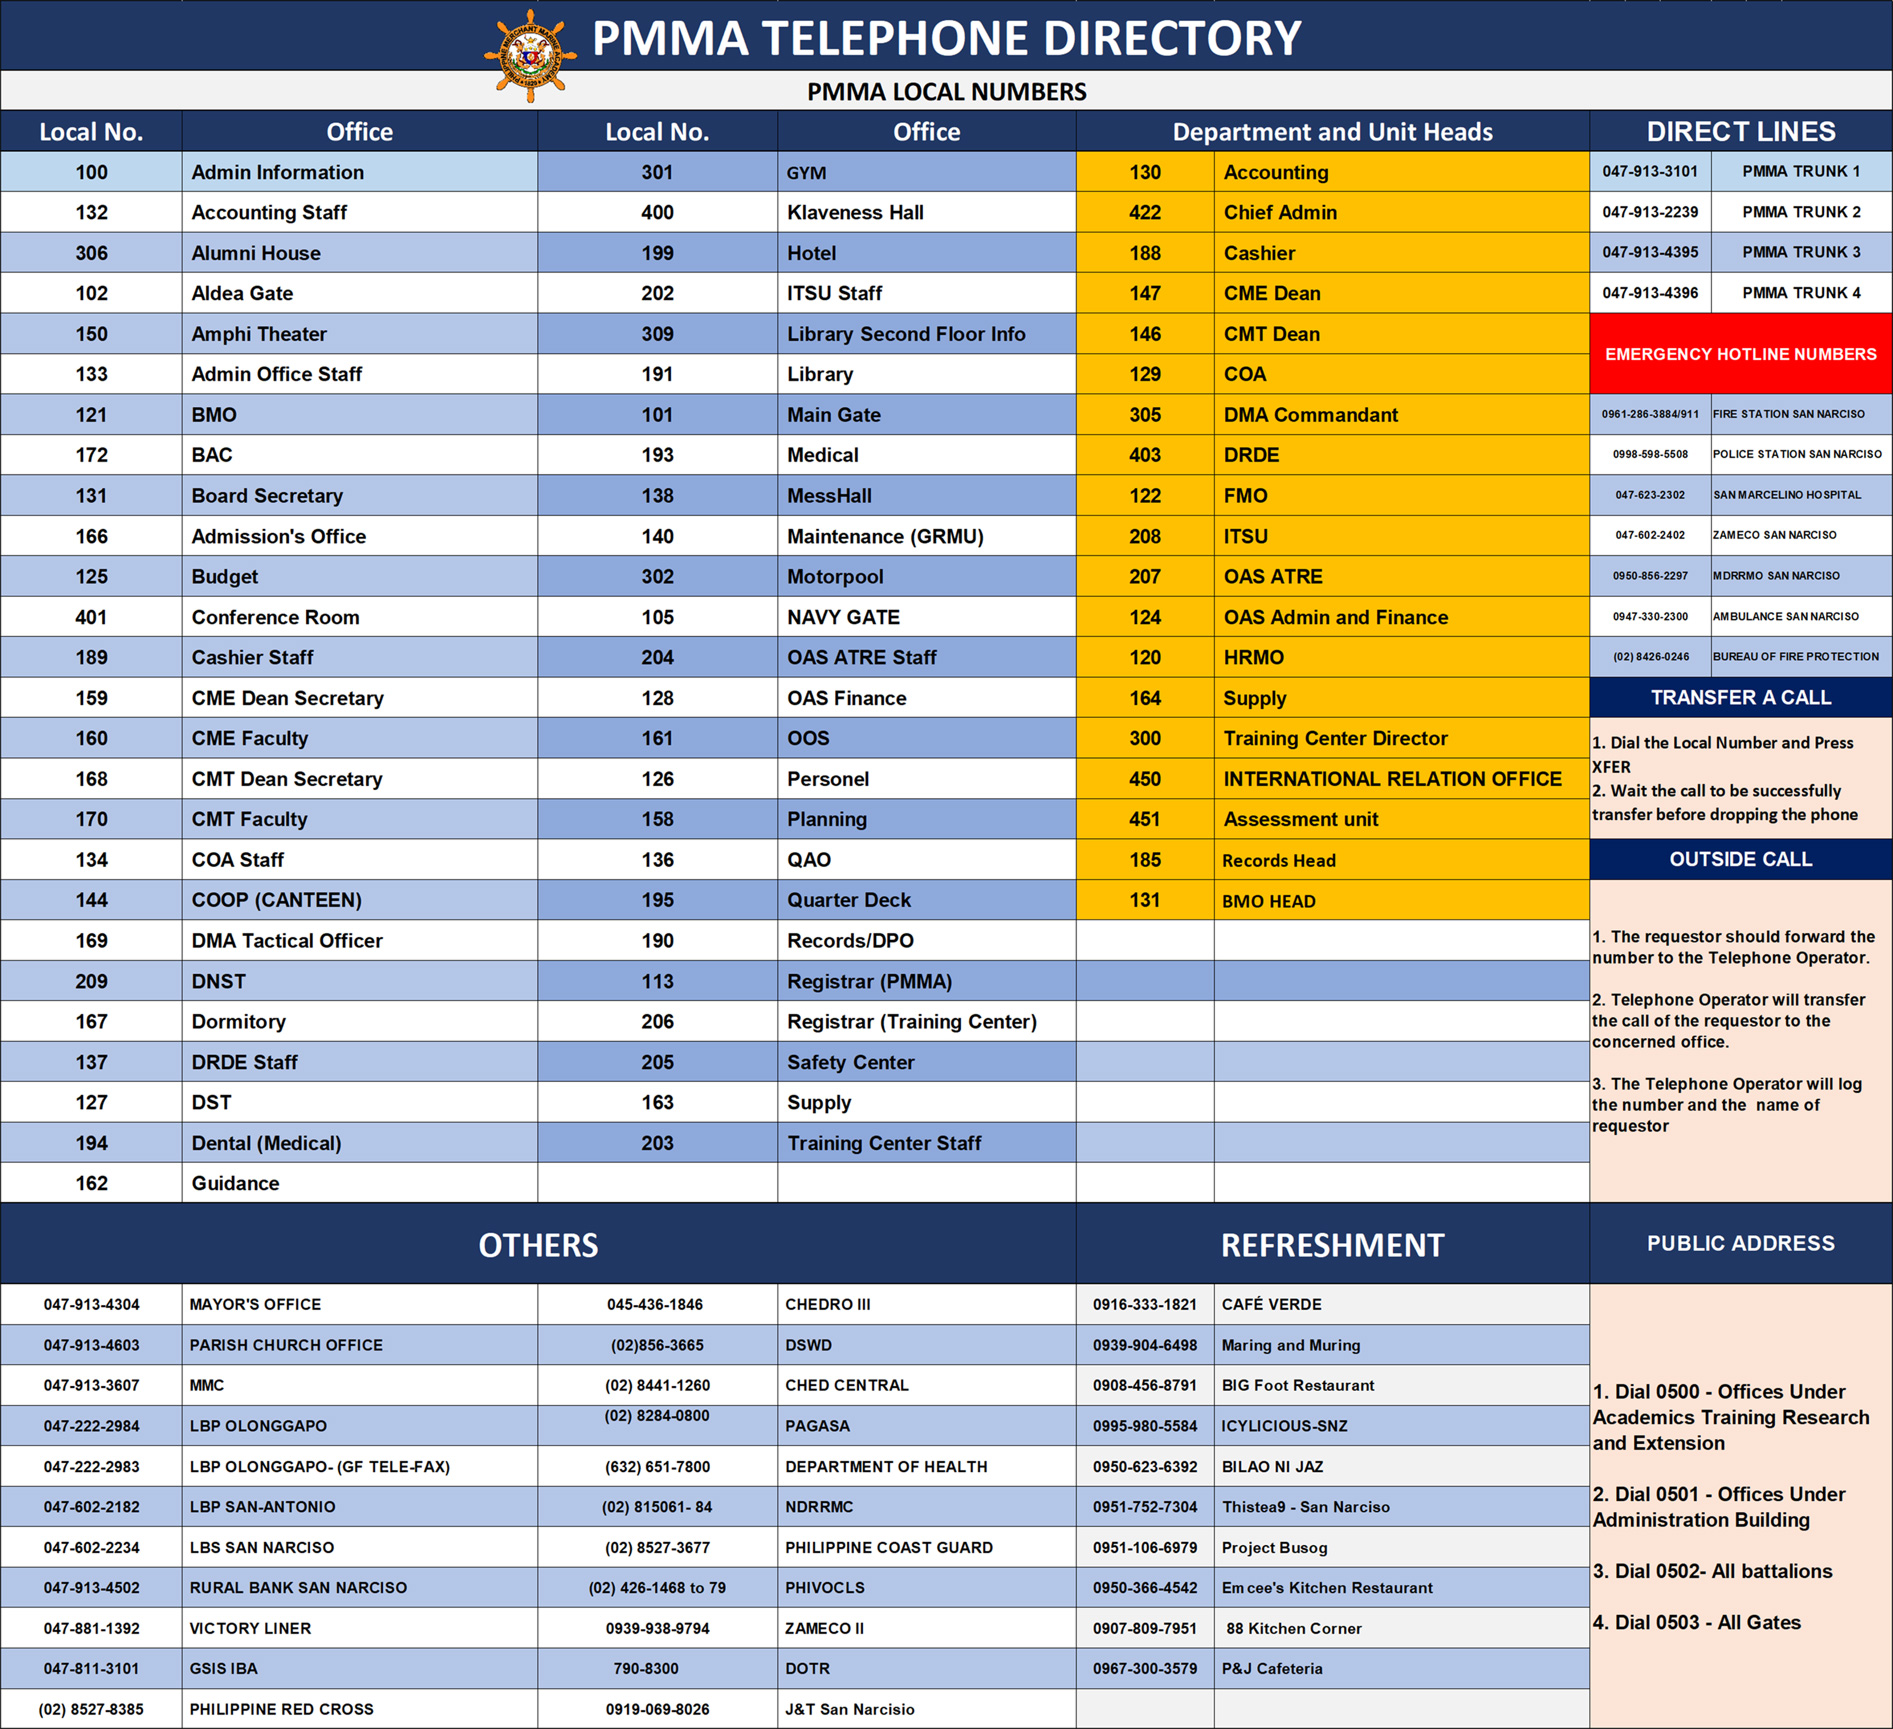 PMMA TELEPHONE DIRECTORY
PMMA LOCAL NUMBERS
Local No. Office Local No. Office Department and Unit Heads DIRECT LINES
100 Admin Information 301 GYM 130 Accounting 047-913-3101 PMMA TRUNK 1
132 Accounting Staff 400 Klaveness Hall 422 Chief Admin 047-913-2239 PMMA TRUNK 2
306 Alumni House 199 Hotel 188 Cashier 047-913-4395 PMMA TRUNK 3
102 Aldea Gate 202 ITSU Staff 147 CME Dean 047-913-4396 PMMA TRUNK 4
150 Amphi Theater 309 Library Second Floor Info 146 CMT Dean
EMERGENCY HOTLINE NUMBERS
133 Admin Office Staff 191 Library 129 COA
121 BMO 101 Main Gate 305 DMA Commandant 0961-286-3884/911 FIRE STATION SAN NARCISO
172 BAC 193 Medical 403 DRDE 0998-598-5508 POLICE STATION SAN NARCISO
131 Board Secretary 138 MessHall 122 FMO 047-623-2302 SAN MARCELINO HOSPITAL
166 Admission's Office 140 Maintenance (GRMU) 208 ITSU 047-602-2402 ZAMECO SAN NARCISO
125 Budget 302 Motorpool 207 OAS ATRE 0950-856-2297 MDRRMO SAN NARCISO
401 Conference Room 105 NAVY GATE 124 OAS Admin and Finance 0947-330-2300 AMBULANCE SAN NARCISO
189 Cashier Staff 204 OAS ATRE Staff 120 HRMO (02) 8426-0246 BUREAU OF FIRE PROTECTION
159 CME Dean Secretary 128 OAS Finance 164 Supply
160 CME Faculty 161 OOS 300 Training Center Director
168 CMT Dean Secretary 126 Personel 450 INTERNATIONAL RELATION OFFICE
170 CMT Faculty 158 Planning 451 Assessment unit
134 COA Staff 136 QAO 185 Records Head
144 COOP (CANTEEN) 195 Quarter Deck 131 BMO HEAD
169 DMA Tactical Officer 190 Records/DPO
209 DNST 113 Registrar (PMMA)
167 Dormitory 206 Registrar (Training Center)
137 DRDE Staff 205 Safety Center
127 DST 163 Supply
194 Dental (Medical) 203 Training Center Staff
162 Guidance
TRANSFER A CALL
1. Dial the Local Number and Press
XFER
2. Wait the call to be successfully
transfer before dropping the phone
OUTSIDE CALL
1. The requestor should forward the
number to the Telephone Operator.
2. Telephone Operator will transfer
the call of the requestor to the
concerned office.
3. The Telephone Operator will log
the number and the name of
requestor
OTHERS REFRESHMENT PUBLIC ADDRESS
047-913-4304 MAYOR'S OFFICE 045-436-1846 CHEDRO III 0916-333-1821 CAFÉ VERDE
047-913-4603 PARISH CHURCH OFFICE (02)856-3665 DSWD 0939-904-6498 Maring and Muring
047-913-3607 MMC (02) 8441-1260 CHED CENTRAL 0908-456-8791 BIG Foot Restaurant
047-222-2984 LBP OLONGGAPO (02) 8284-0800 PAGASA 0995-980-5584 ICYLICIOUS-SNZ
047-222-2983 LBP OLONGGAPO- (GF TELE-FAX) (632) 651-7800 DEPARTMENT OF HEALTH 0950-623-6392 BILAO NI JAZ
047-602-2182 LBP SAN-ANTONIO (02) 815061- 84 NDRRMC 0951-752-7304 Thistea9 - San Narciso
047-602-2234 LBS SAN NARCISO (02) 8527-3677 PHILIPPINE COAST GUARD 0951-106-6979 Project Busog
047-913-4502 RURAL BANK SAN NARCISO (02) 426-1468 to 79 PHIVOCLS 0950-366-4542 Emcee's Kitchen Restaurant
047-881-1392 VICTORY LINER 0939-938-9794 ZAMECO II 0907-809-7951 88 Kitchen Corner
047-811-3101 GSIS IBA 790-8300 DOTR 0967-300-3579 P&J Cafeteria
(02) 8527-8385 PHILIPPINE RED CROSS 0919-069-8026 J&T San Narcisio
1. Dial 0500 - Offices Under
Academics Training Research
and Extension
2. Dial 0501 - Offices Under
Administration Building
3. Dial 0502- All battalions
4. Dial 0503 - All Gates